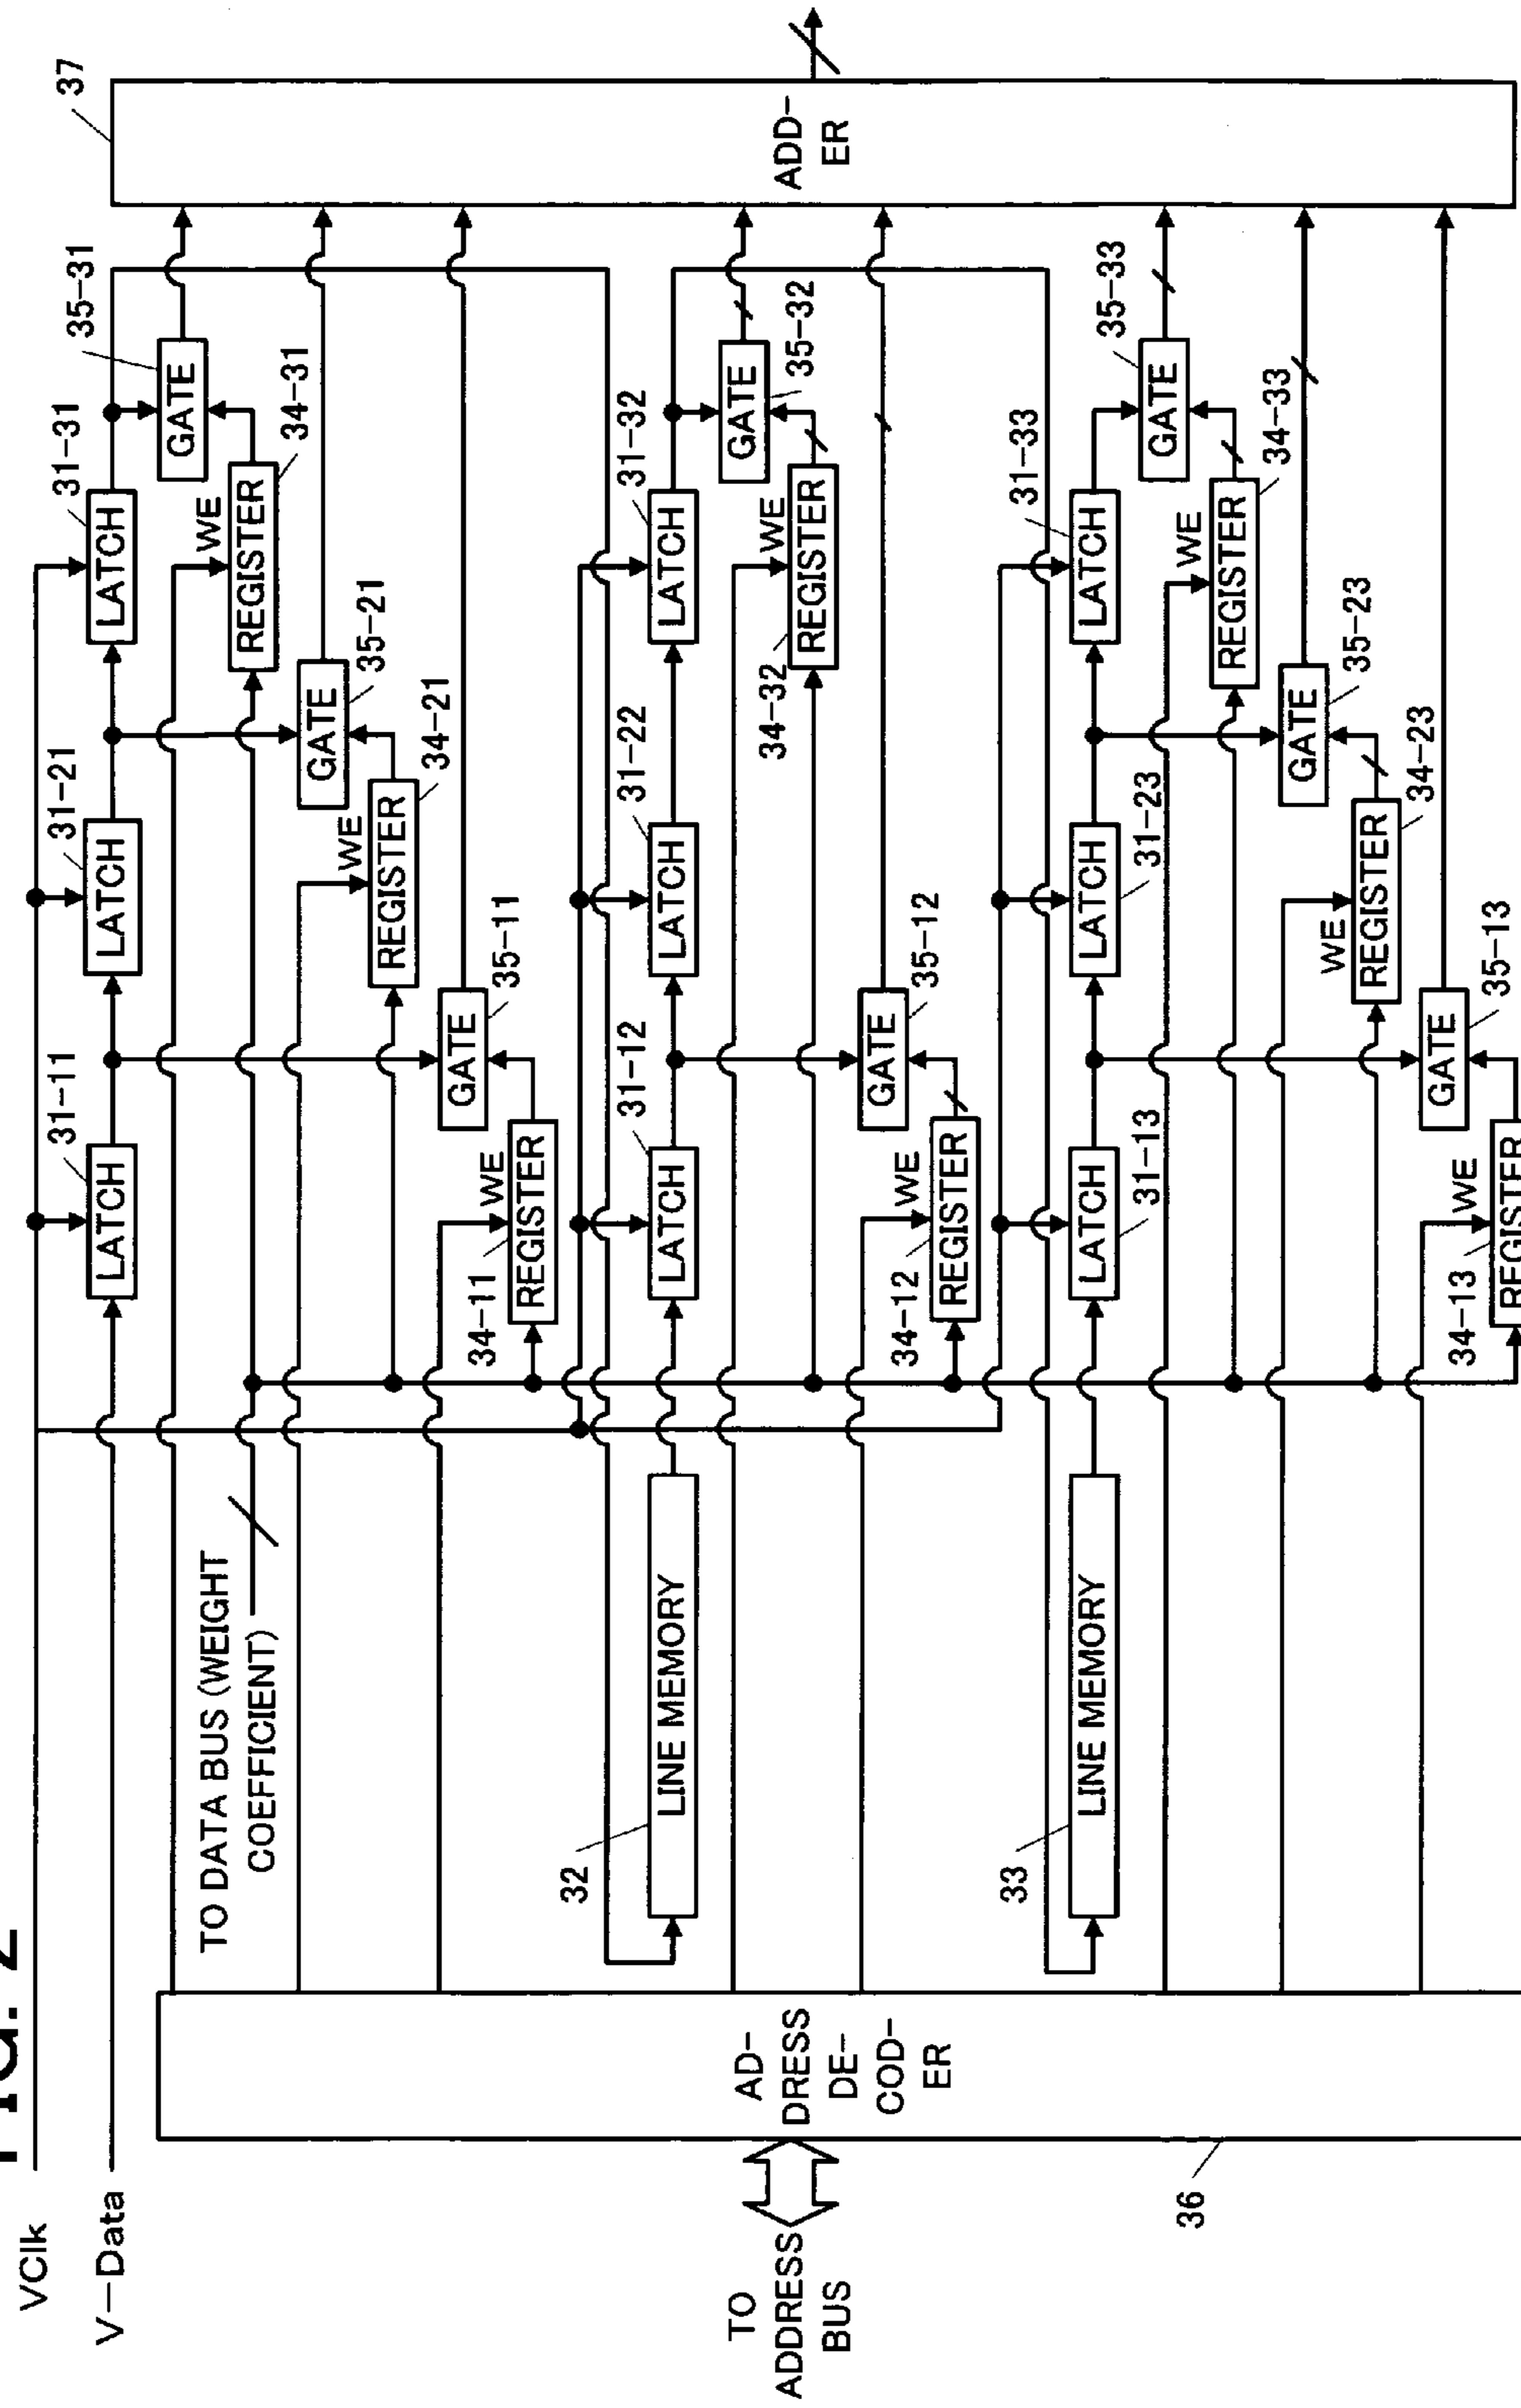 FIG. 2
VClk
V-Data
TO DATA BUS (WEIGHT
COEFFICIENT)
31-11
LATCH
31-21
LATCH
31-31
LATCH
35-31
GATE
WE
REGISTER
34-31
35-21
GATE
WE
REGISTER
34-21
35-11
GATE
WE
34-11
REGISTER
37
ADD-
ER
32
LINE MEMORY
31-12
LATCH
31-22
LATCH
31-32
LATCH
GATE
35-32
WE
34-32
REGISTER
GATE
35-12
WE
34-12
REGISTER
33
LINE MEMORY
LATCH
31-13
LATCH
31-23
31-33
LATCH
35-33
GATE
WE
REGISTER
34-33
GATE
35-23
WE
REGISTER
34-23
GATE
35-13
WE
34-13
REGISTER
TO
ADDRESS
BUS
AD-
DRESS
DE-
COD-
ER
36